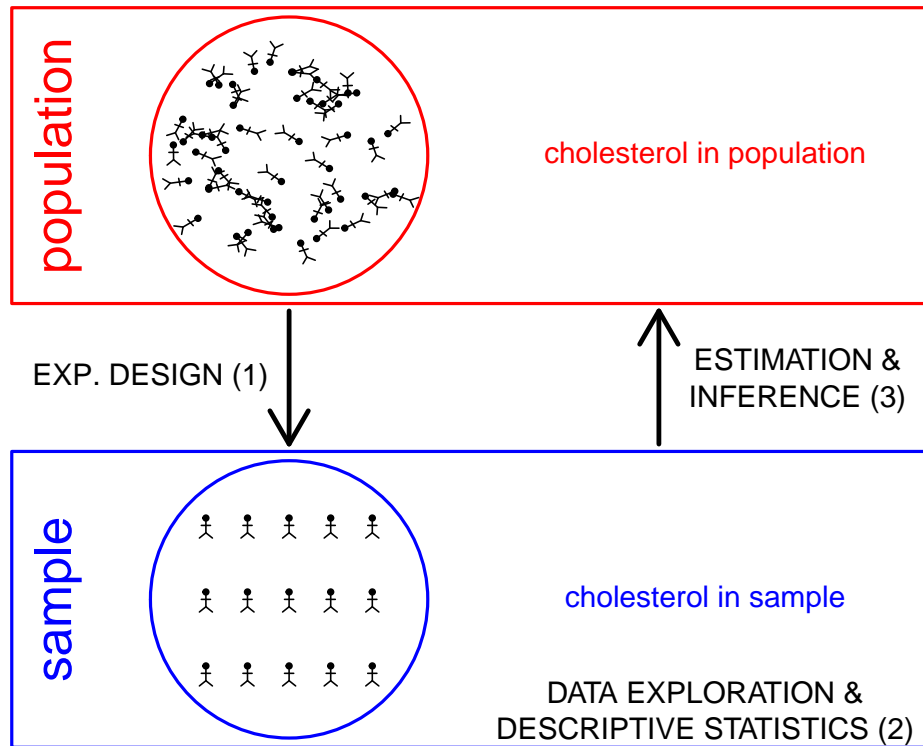 population
cholesterol in population
EXP. DESIGN (1)
ESTIMATION &
INFERENCE (3)
sample
cholesterol in sample
DATA EXPLORATION &
DESCRIPTIVE STATISTICS (2)